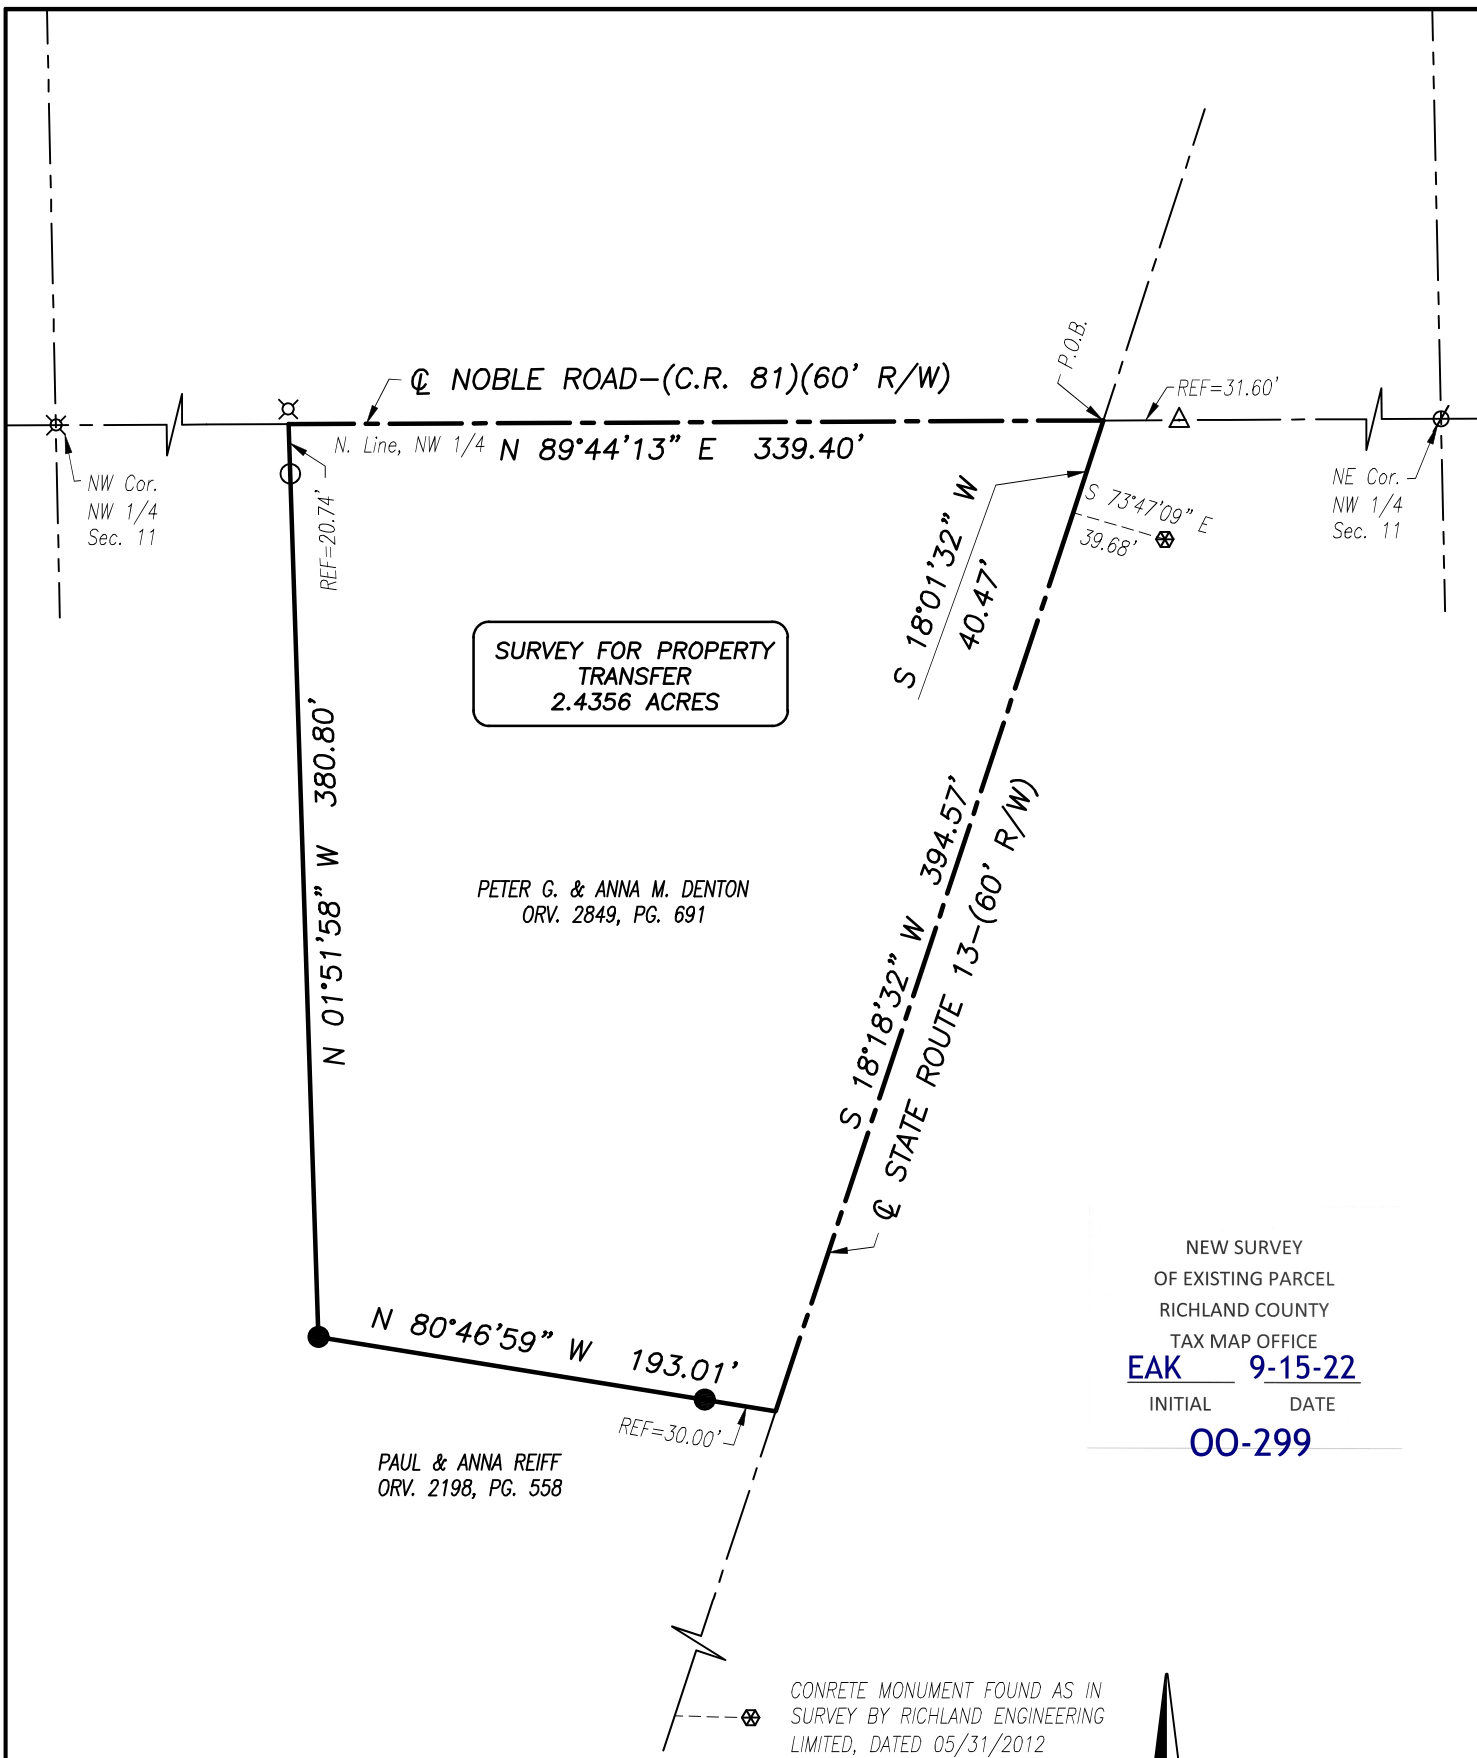 P.O.B.
℄ NOBLE ROAD-(C.R. 81)(60' R/W)
REF=31.60'
N. Line, NW 1/4
N 89°44'13" E 339.40'
NW Cor.
NW 1/4
Sec. 11
NE Cor.
NW 1/4
Sec. 11
REF=20.74'
S 73°47'09" E
39.68'
S 18°01'32" W
40.47'
SURVEY FOR PROPERTY
TRANSFER
2.4356 ACRES
N 01°51'58" W 380.80'
S 18°18'32" W 394.57'
℄ STATE ROUTE 13-(60' R/W)
PETER G. & ANNA M. DENTON
ORV. 2849, PG. 691
N 80°46'59" W 193.01'
REF=30.00'
PAUL & ANNA REIFF
ORV. 2198, PG. 558
NEW SURVEY
OF EXISTING PARCEL
RICHLAND COUNTY
TAX MAP OFFICE
EAK 9-15-22
INITIAL DATE
OO-299
CONRETE MONUMENT FOUND AS IN
SURVEY BY RICHLAND ENGINEERING
LIMITED, DATED 05/31/2012